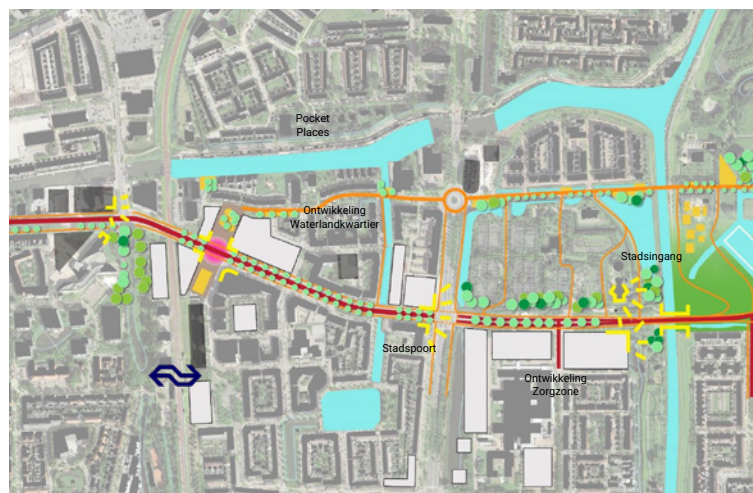 Pocket
Places
Ontwikkeling
Waterlandkwartier
Stadsingang
Stadspoort
Ontwikkeling
Zorgzone